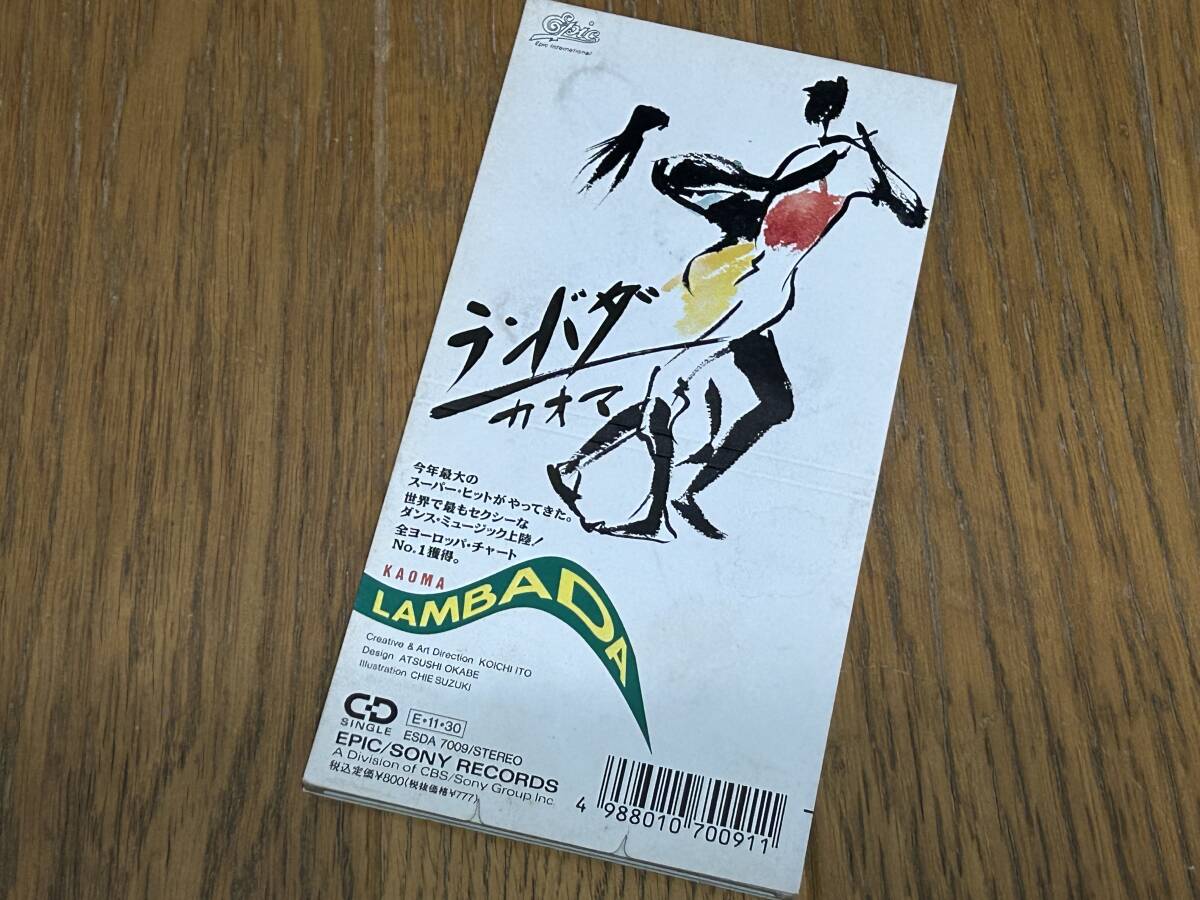 Epic
Epic International
ランバダ
カオマ
今年最大の
スーパー・ヒットがやってきた。
世界で最もセクシーな
ダンス・ミュージック上陸!
全ヨーロッパ・チャート
No.1獲得。
KAOMA
LAMBADA
Creative & Art Direction KOICHI ITO
Design ATSUSHI OKABE
Illustration CHIE SUZUKI
CD
SINGLE
E•11•30
ESDA 7009/STEREO
EPIC/SONY RECORDS
A Division of CBS/Sony Group Inc.
税込定価¥800(税抜価格¥777)
4 988010 700911